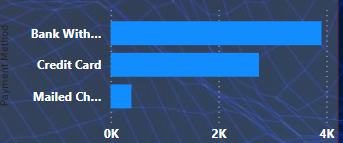 Payment Method
Bank With...
Credit Card
Mailed Ch...
0K 2K 4K